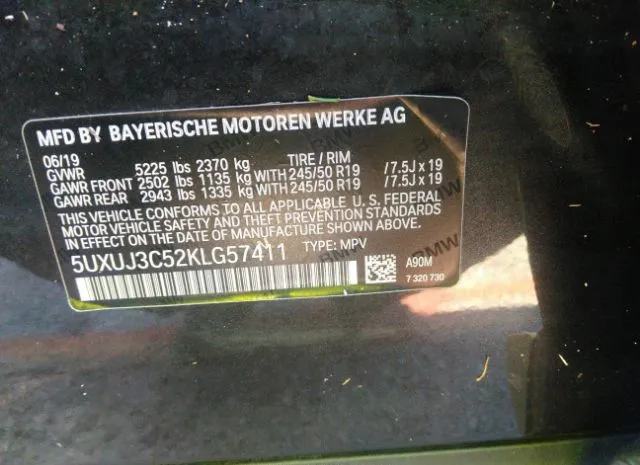 MFD BY BAYERISCHE MOTOREN WERKE AG
06/19
GVWR 5225 lbs 2370 kg TIRE / RIM
GAWR FRONT 2502 lbs 1135 kg WITH 245/50 R19 / 7.5J x 19
GAWR REAR 2943 lbs 1335 kg WITH 245/50 R19 / 7.5J x 19
THIS VEHICLE CONFORMS TO ALL APPLICABLE U. S. FEDERAL
MOTOR VEHICLE SAFETY AND THEFT PREVENTION STANDARDS
IN EFFECT ON THE DATE OF MANUFACTURE SHOWN ABOVE.
5UXUJ3C52KLG57411 TYPE: MPV
A90M
7 320 730